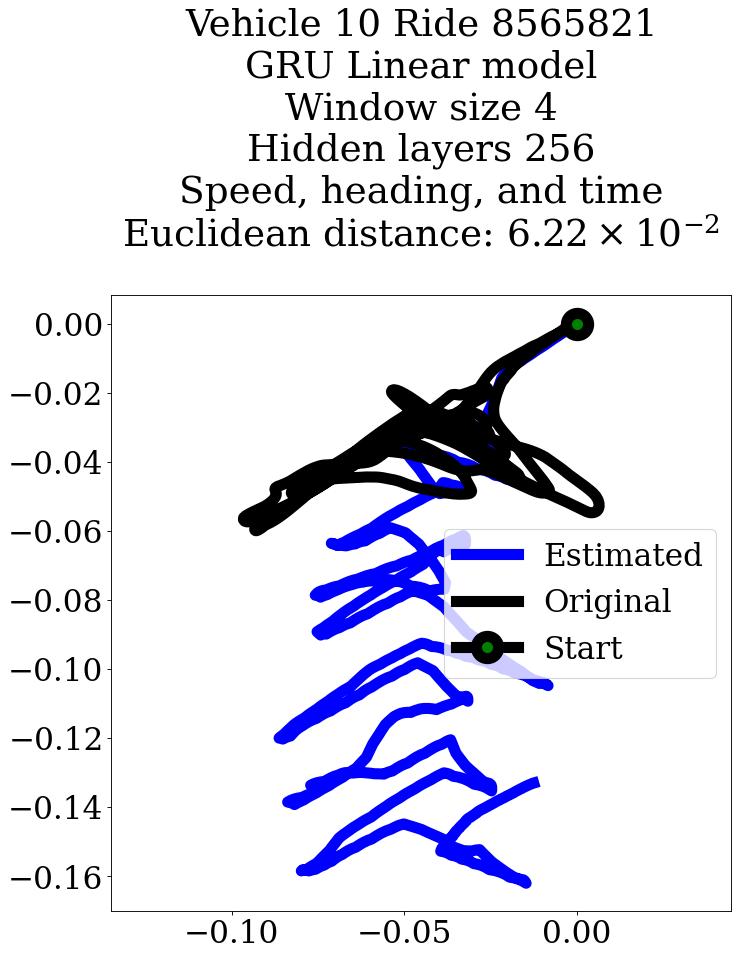 Vehicle 10 Ride 8565821
GRU Linear model
Window size 4
Hidden layers 256
Speed, heading, and time
Euclidean distance: 6.22 × 10⁻²
0.00
−0.02
−0.04
−0.06
−0.08
−0.10
−0.12
−0.14
−0.16
Estimated
Original
Start
−0.10 −0.05 0.00